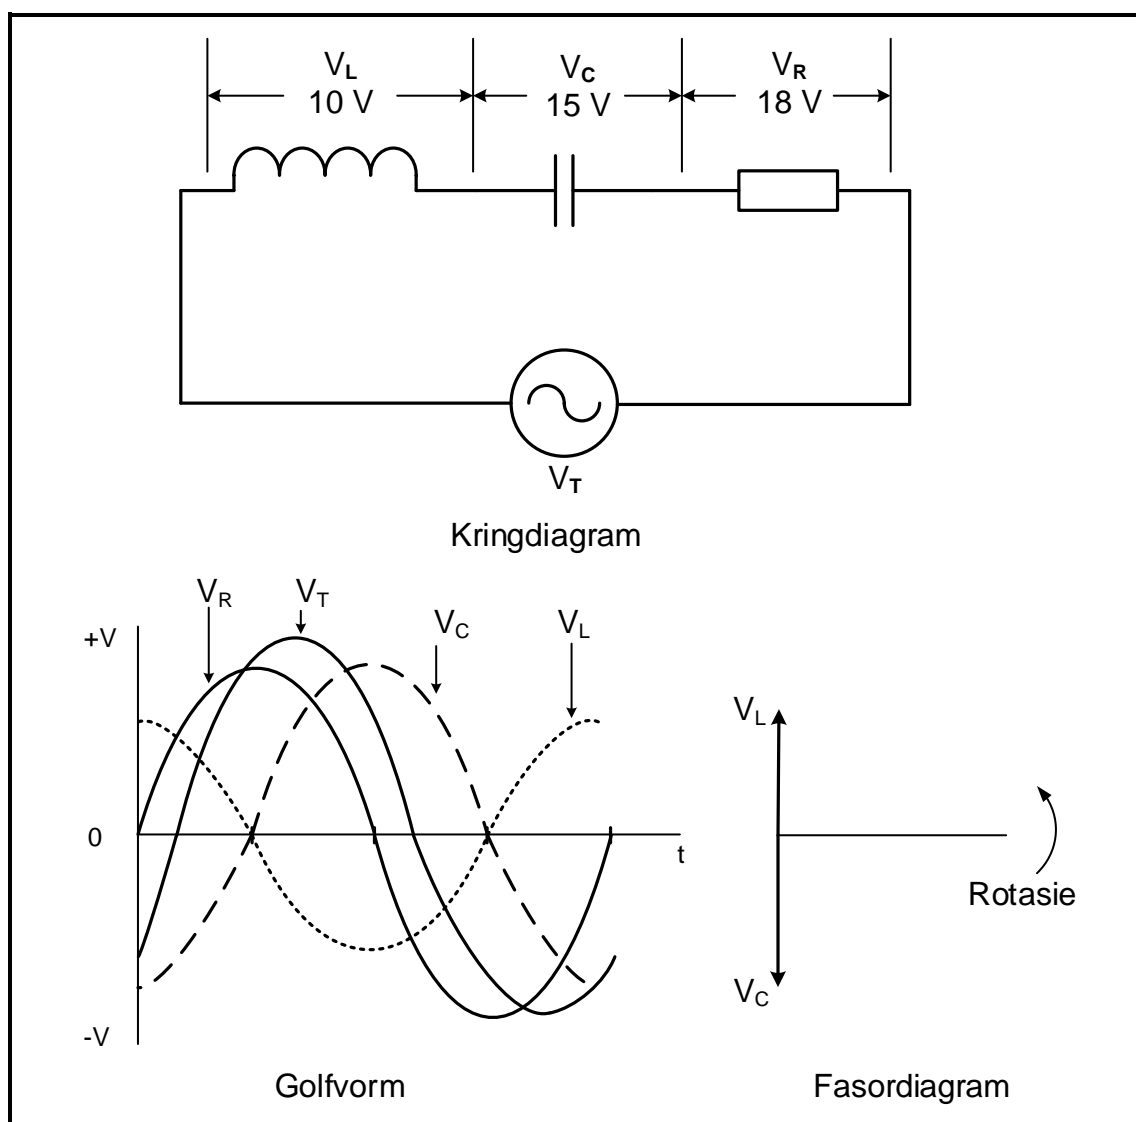 V_L V_C V_R
10 V 15 V 18 V
V_T
Kringdiagram
V_R V_T V_C V_L
+V
0
t
-V
Golfvorm
V_L
Rotasie
V_C
Fasordiagram